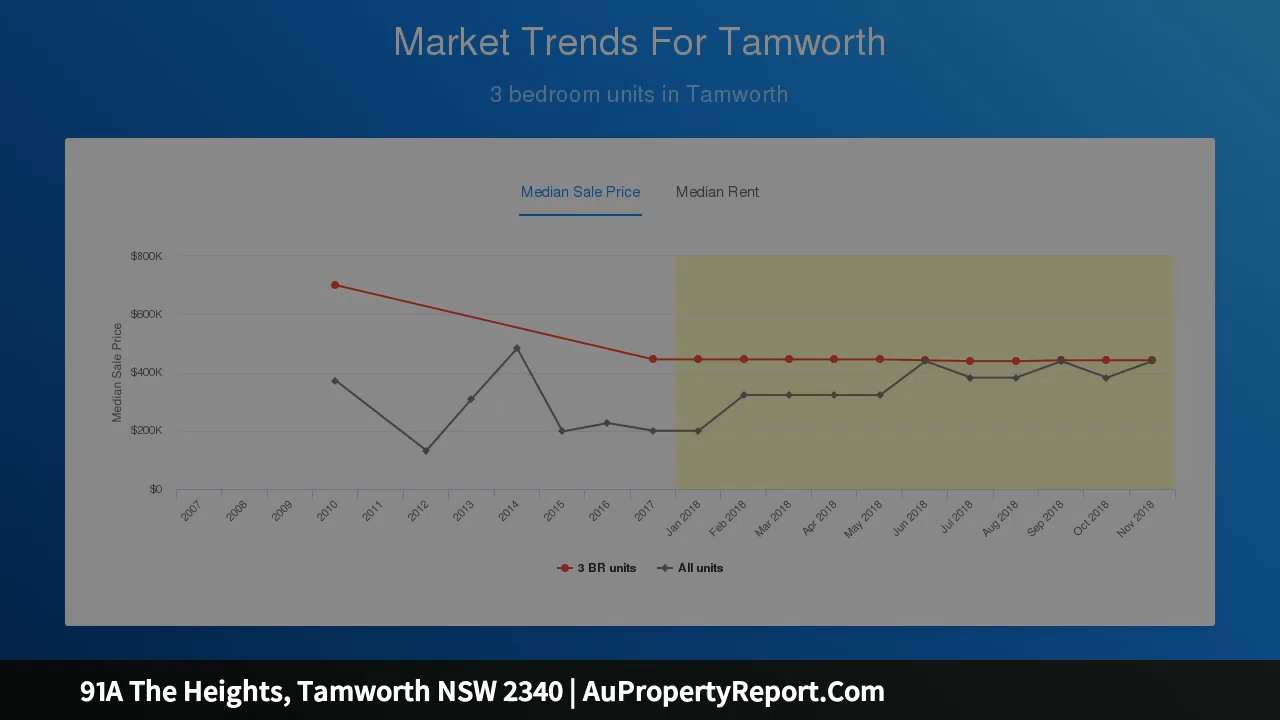 Market Trends For Tamworth
3 bedroom units in Tamworth
Median Sale Price
Median Rent
Median Sale Price
$800K
$600K
$400K
$200K
$0
2007
2008
2009
2010
2011
2012
2013
2014
2015
2016
2017
Jan 2018
Feb 2018
Mar 2018
Apr 2018
May 2018
Jun 2018
Jul 2018
Aug 2018
Sep 2018
Oct 2018
Nov 2018
3 BR units
All units
91A The Heights, Tamworth NSW 2340 | AuPropertyReport.Com